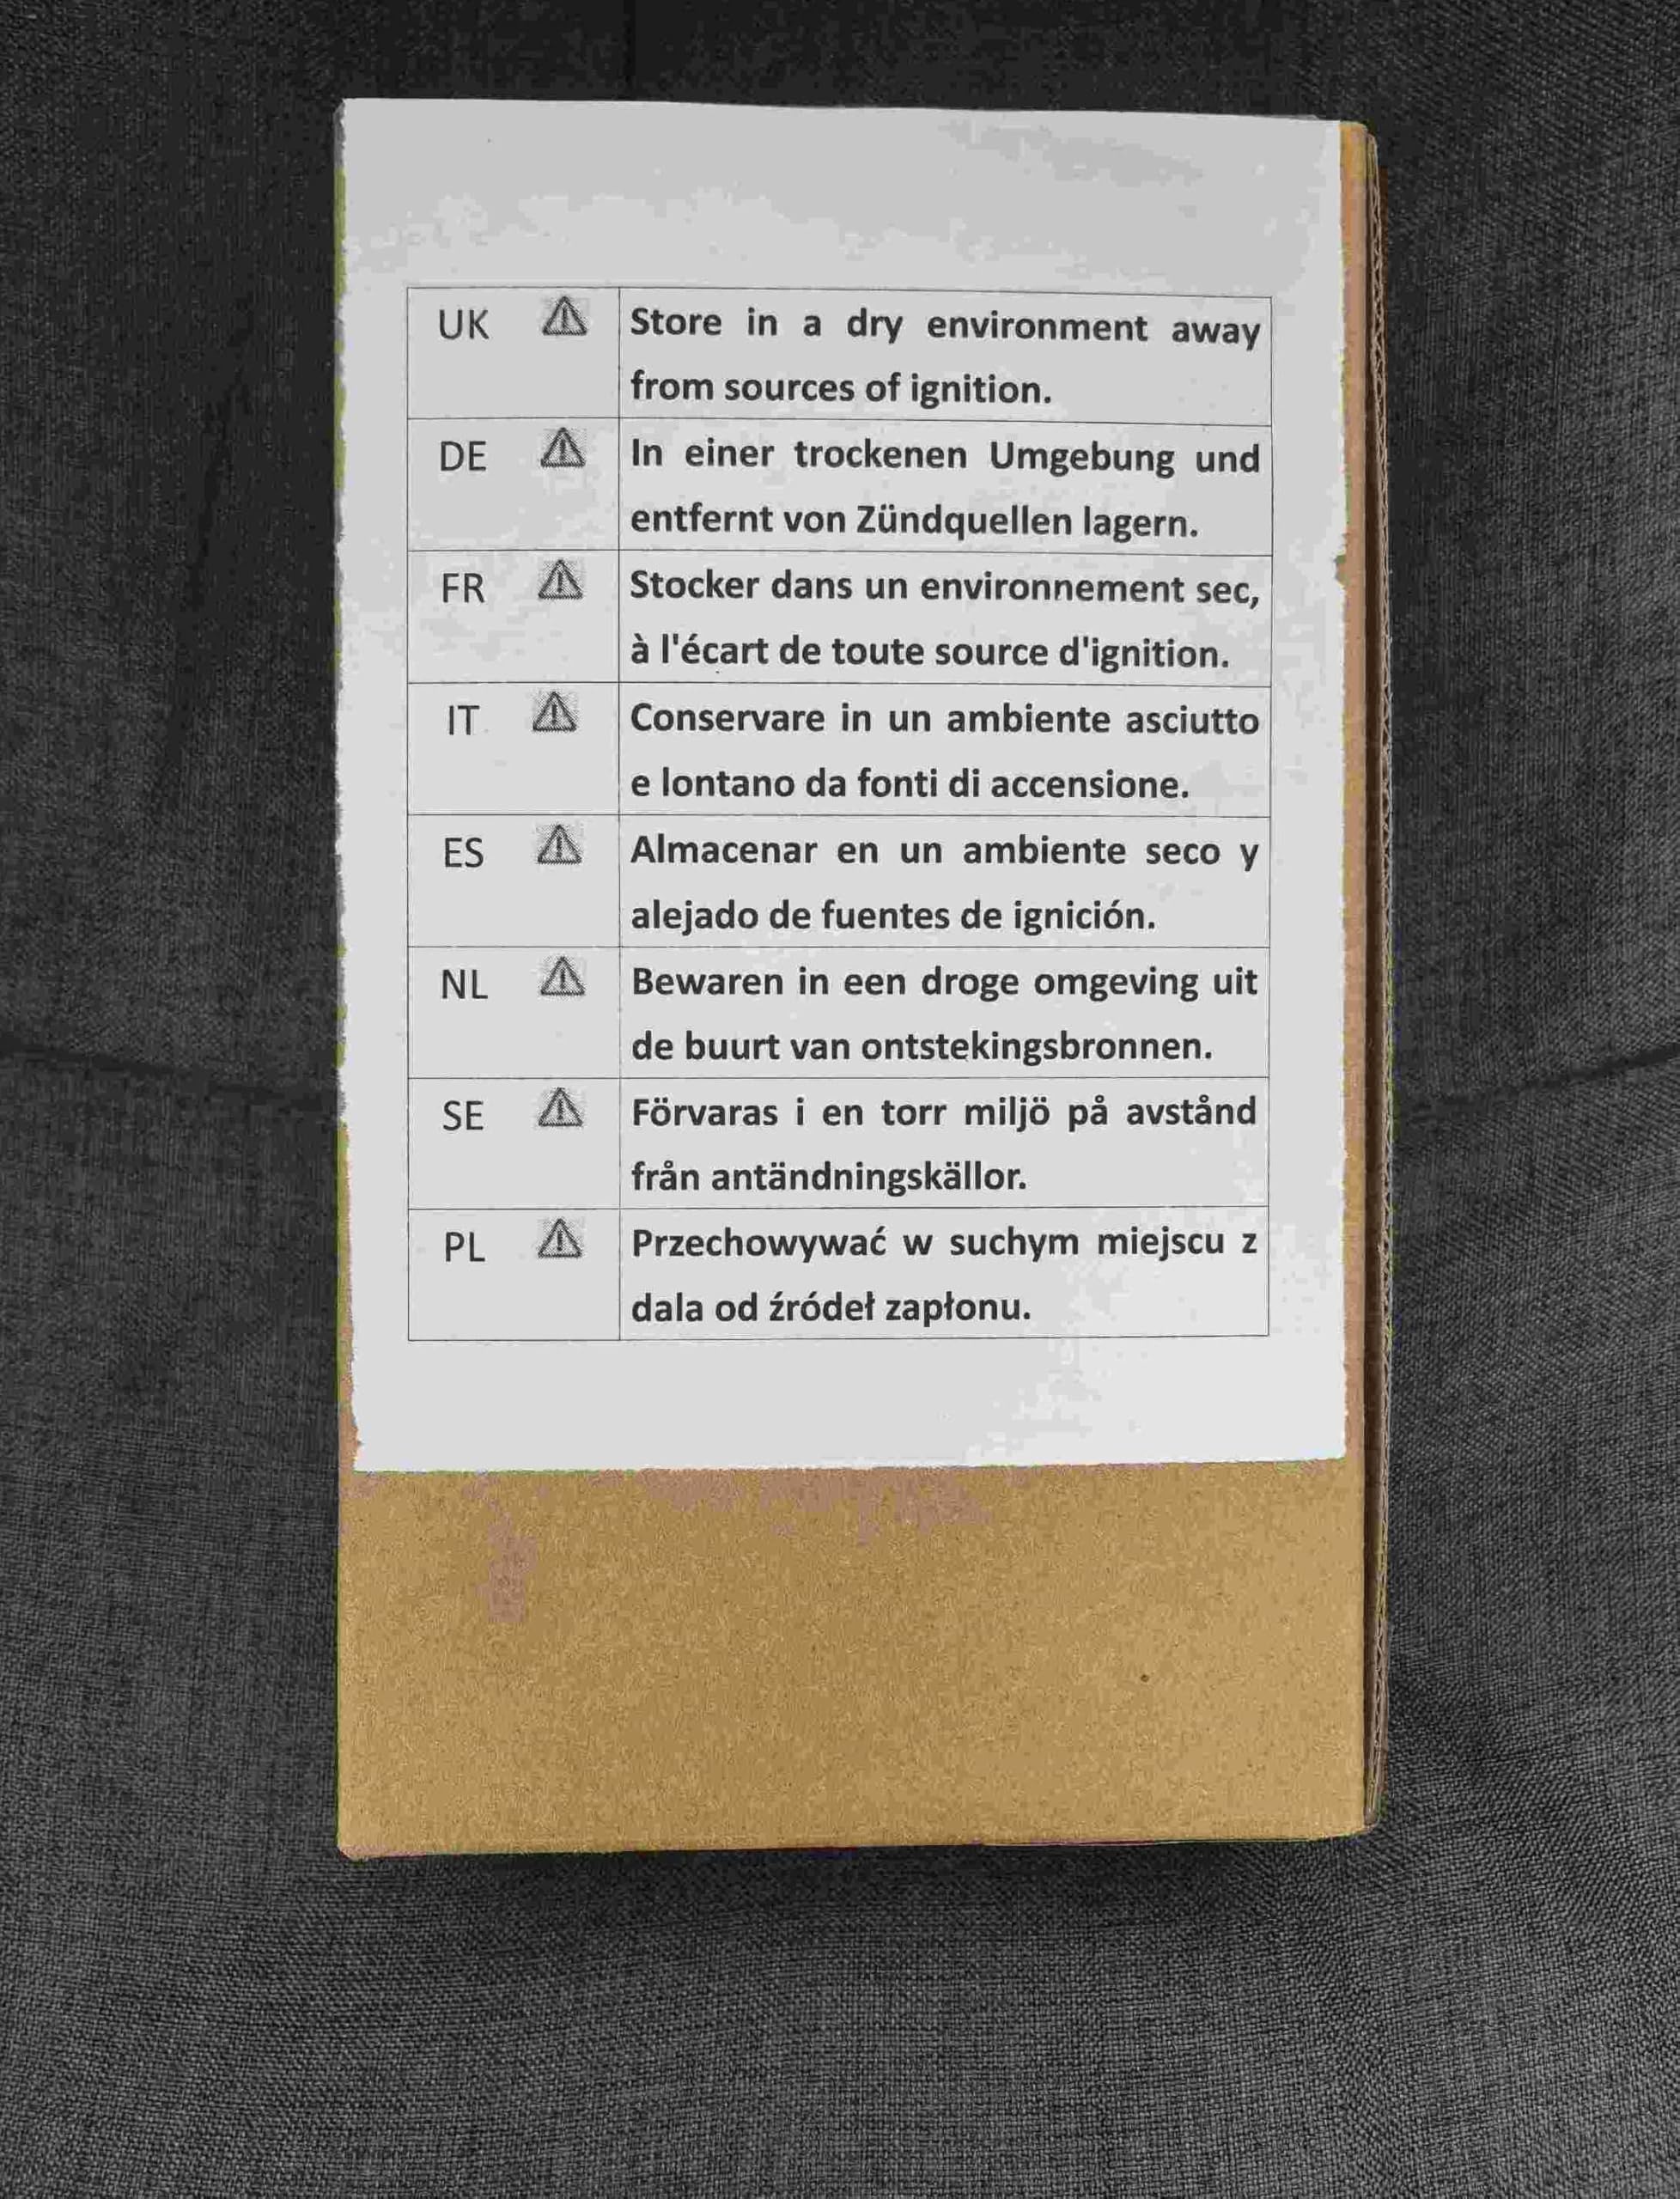 UK ⚠ Store in a dry environment away
from sources of ignition.
DE ⚠ In einer trockenen Umgebung und
entfernt von Zündquellen lagern.
FR ⚠ Stocker dans un environnement sec,
à l'écart de toute source d'ignition.
IT ⚠ Conservare in un ambiente asciutto
e lontano da fonti di accensione.
ES ⚠ Almacenar en un ambiente seco y
alejado de fuentes de ignición.
NL ⚠ Bewaren in een droge omgeving uit
de buurt van ontstekingsbronnen.
SE ⚠ Förvaras i en torr miljö på avstånd
från antändningskällor.
PL ⚠ Przechowywać w suchym miejscu z
dala od źródeł zapłonu.